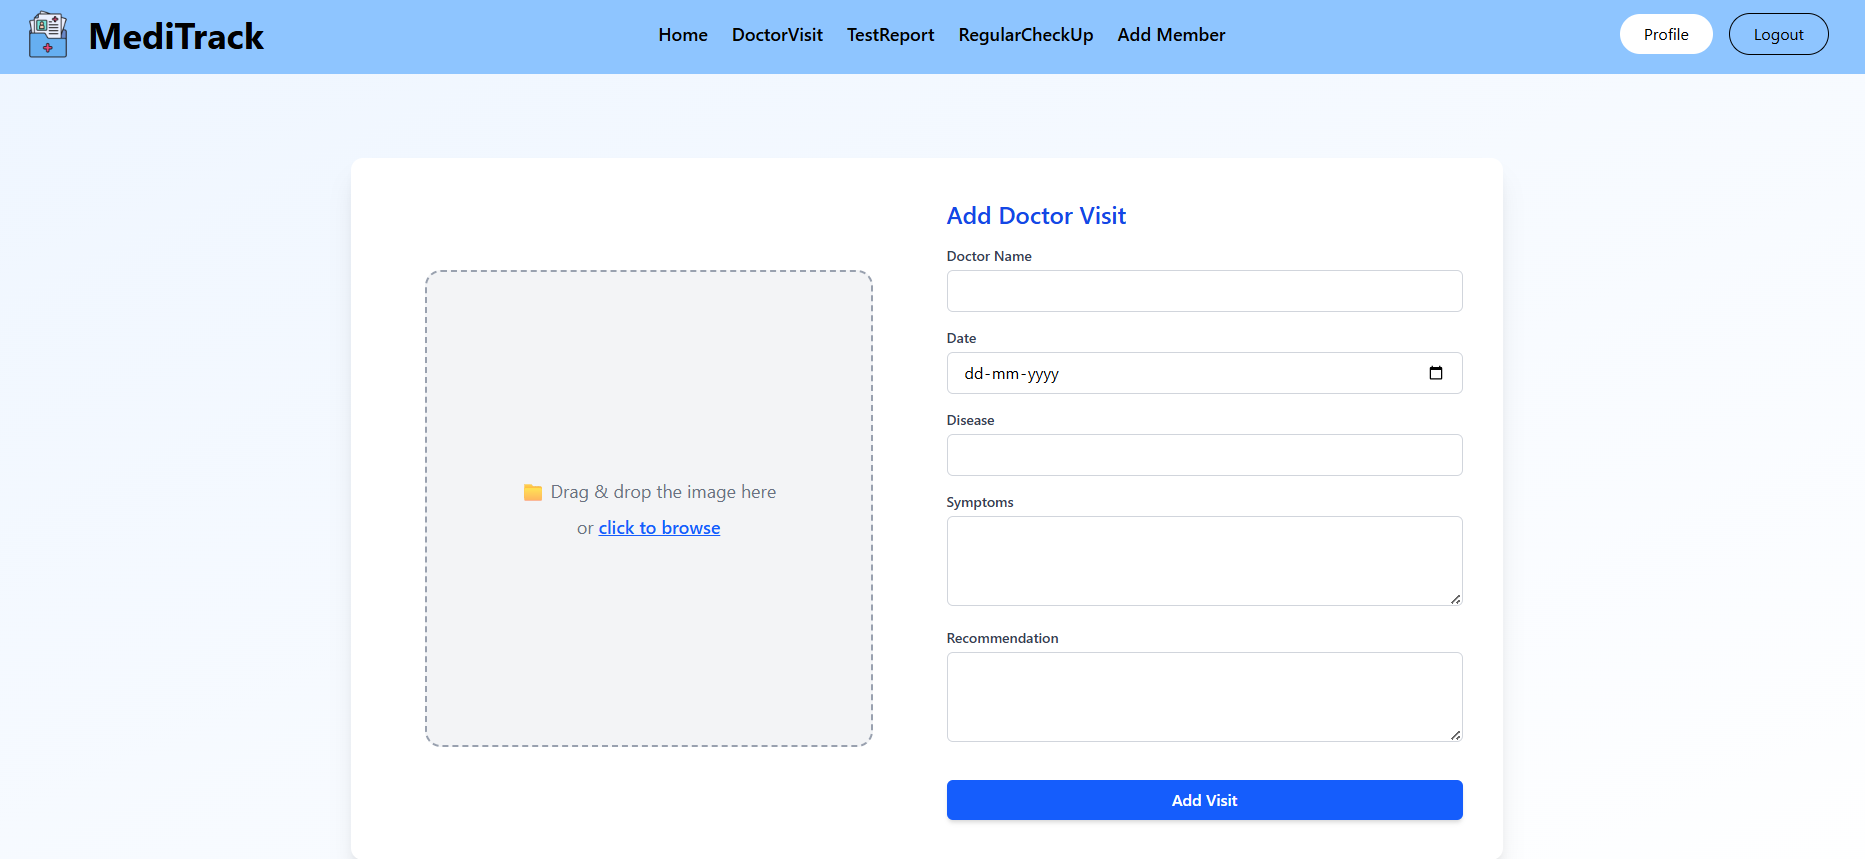 MediTrack
Home DoctorVisit TestReport RegularCheckUp Add Member
Profile Logout
Drag & drop the image here
or click to browse
Add Doctor Visit
Doctor Name
Date
dd-mm-yyyy
Disease
Symptoms
Recommendation
Add Visit